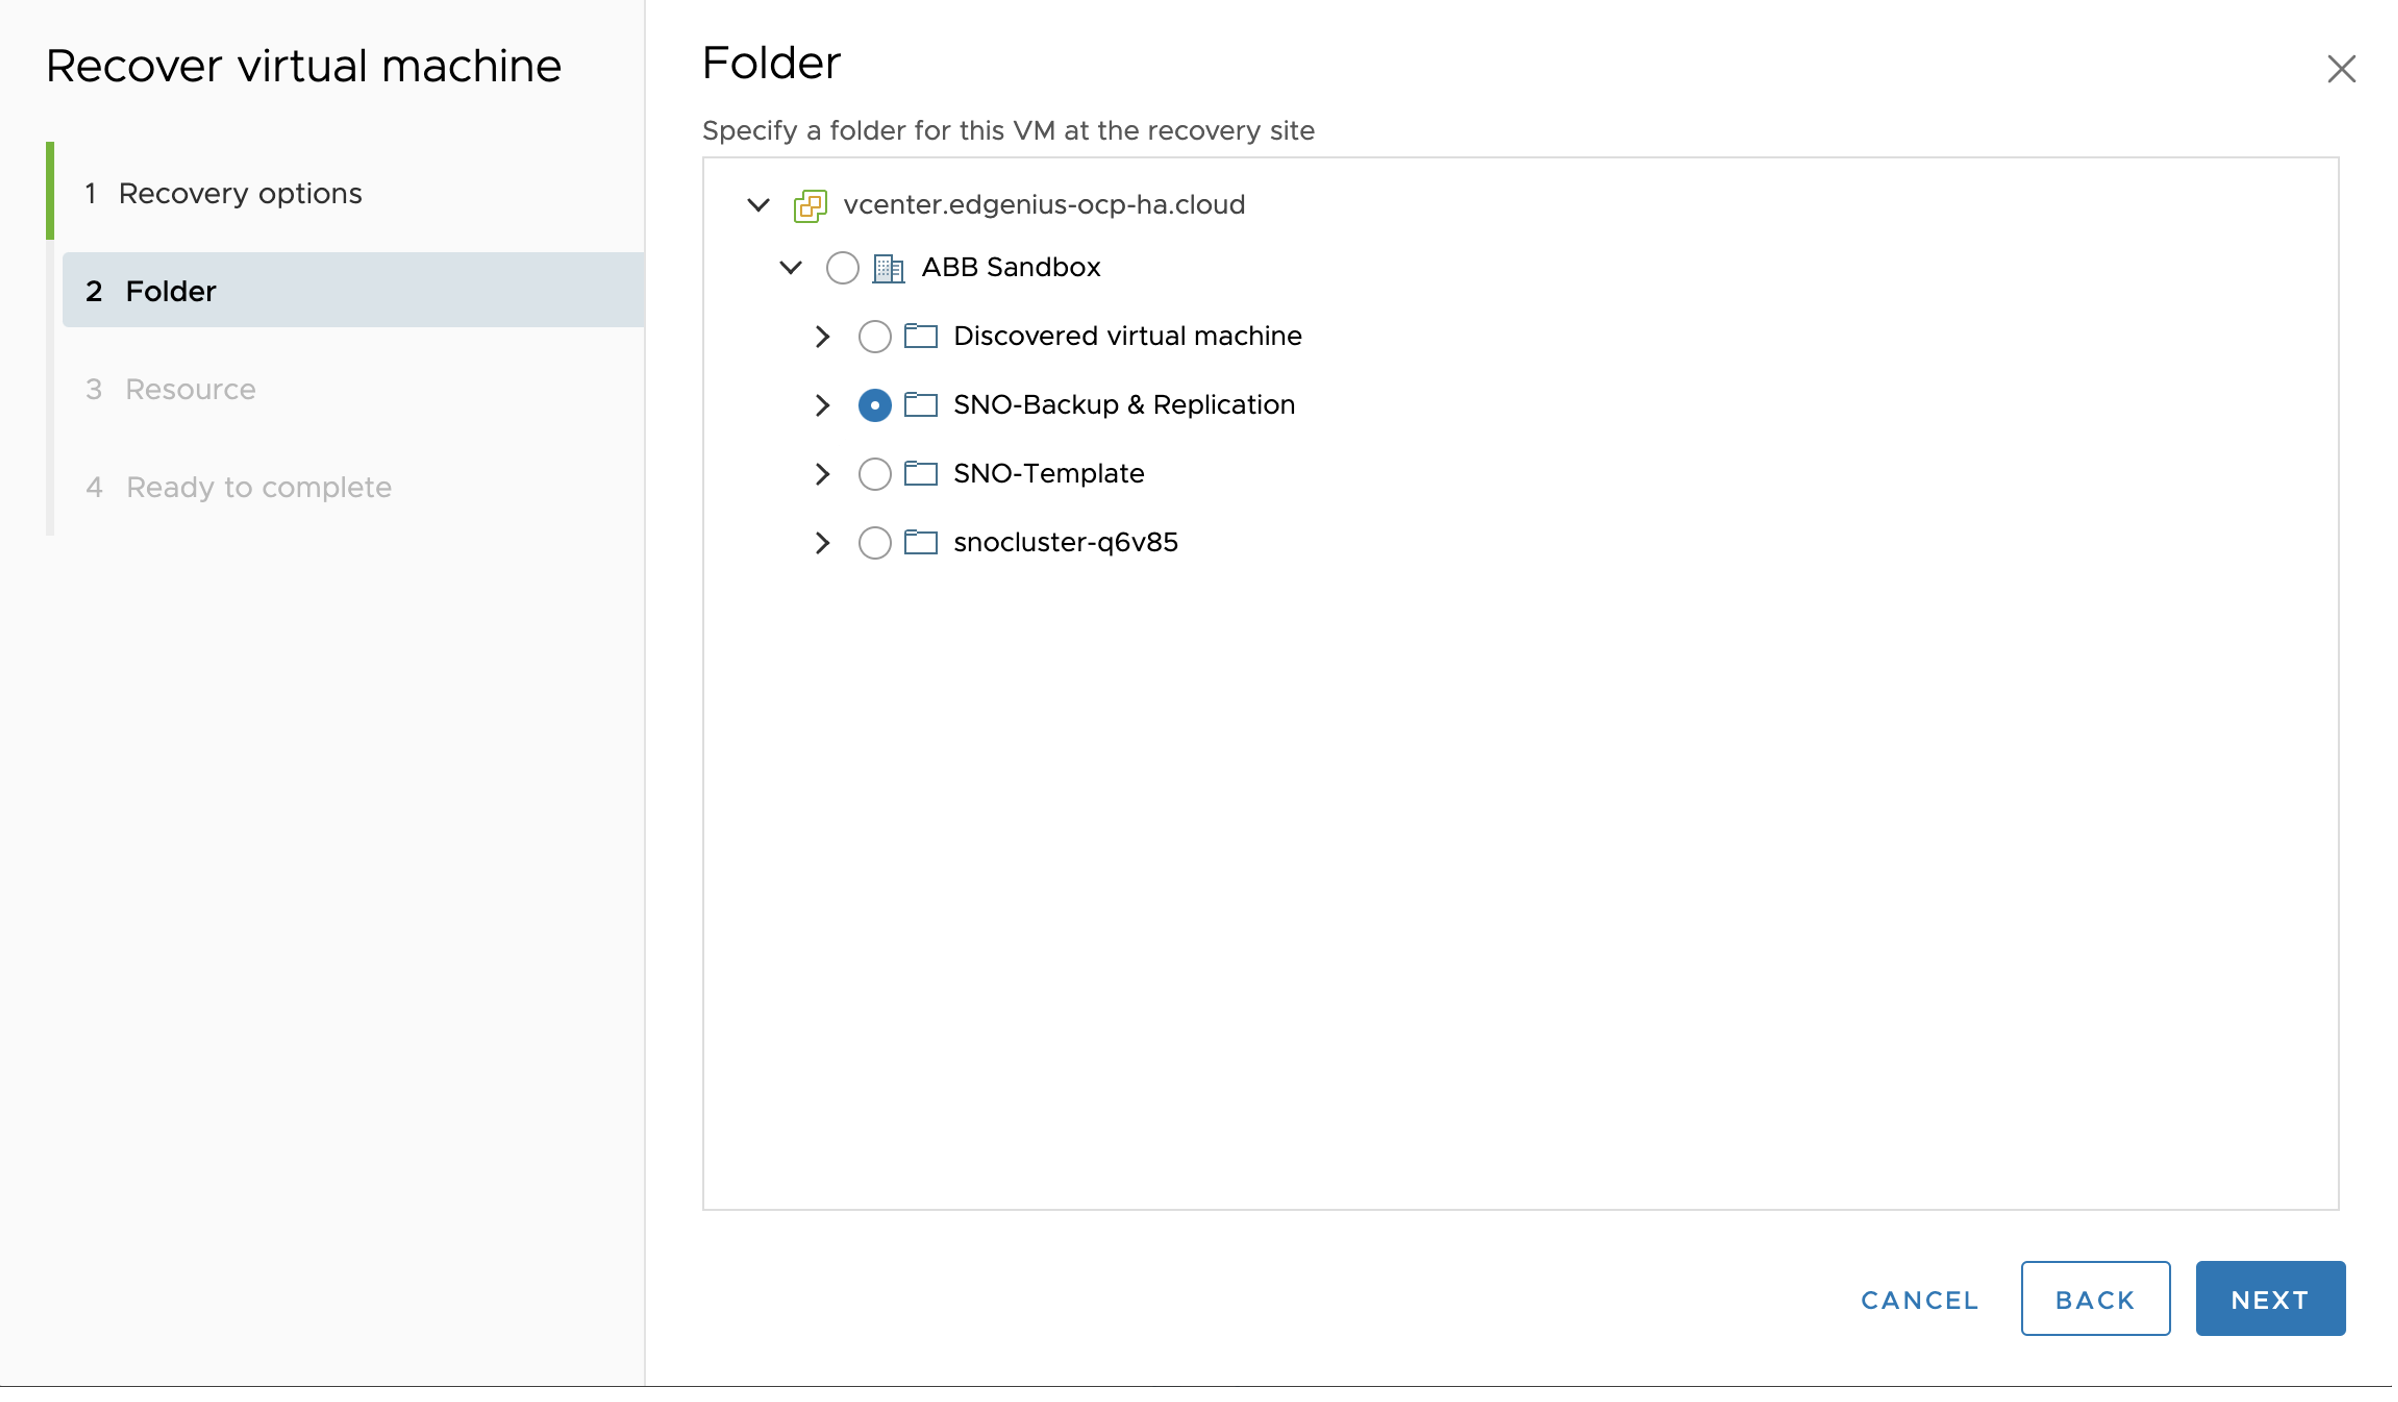 Recover virtual machine
1 Recovery options
2 Folder
3 Resource
4 Ready to complete
Folder
Specify a folder for this VM at the recovery site
vcenter.edgenius-ocp-ha.cloud
ABB Sandbox
Discovered virtual machine
SNO-Backup & Replication
SNO-Template
snocluster-q6v85
CANCEL
BACK
NEXT